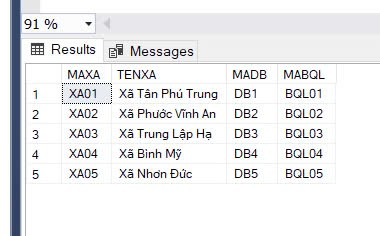 91 %
Results Messages
MAXA TENXA MADB MABQL
1 XA01 Xã Tân Phú Trung DB1 BQL01
2 XA02 Xã Phước Vĩnh An DB2 BQL02
3 XA03 Xã Trung Lập Hạ DB3 BQL03
4 XA04 Xã Bình Mỹ DB4 BQL04
5 XA05 Xã Nhơn Đức DB5 BQL05